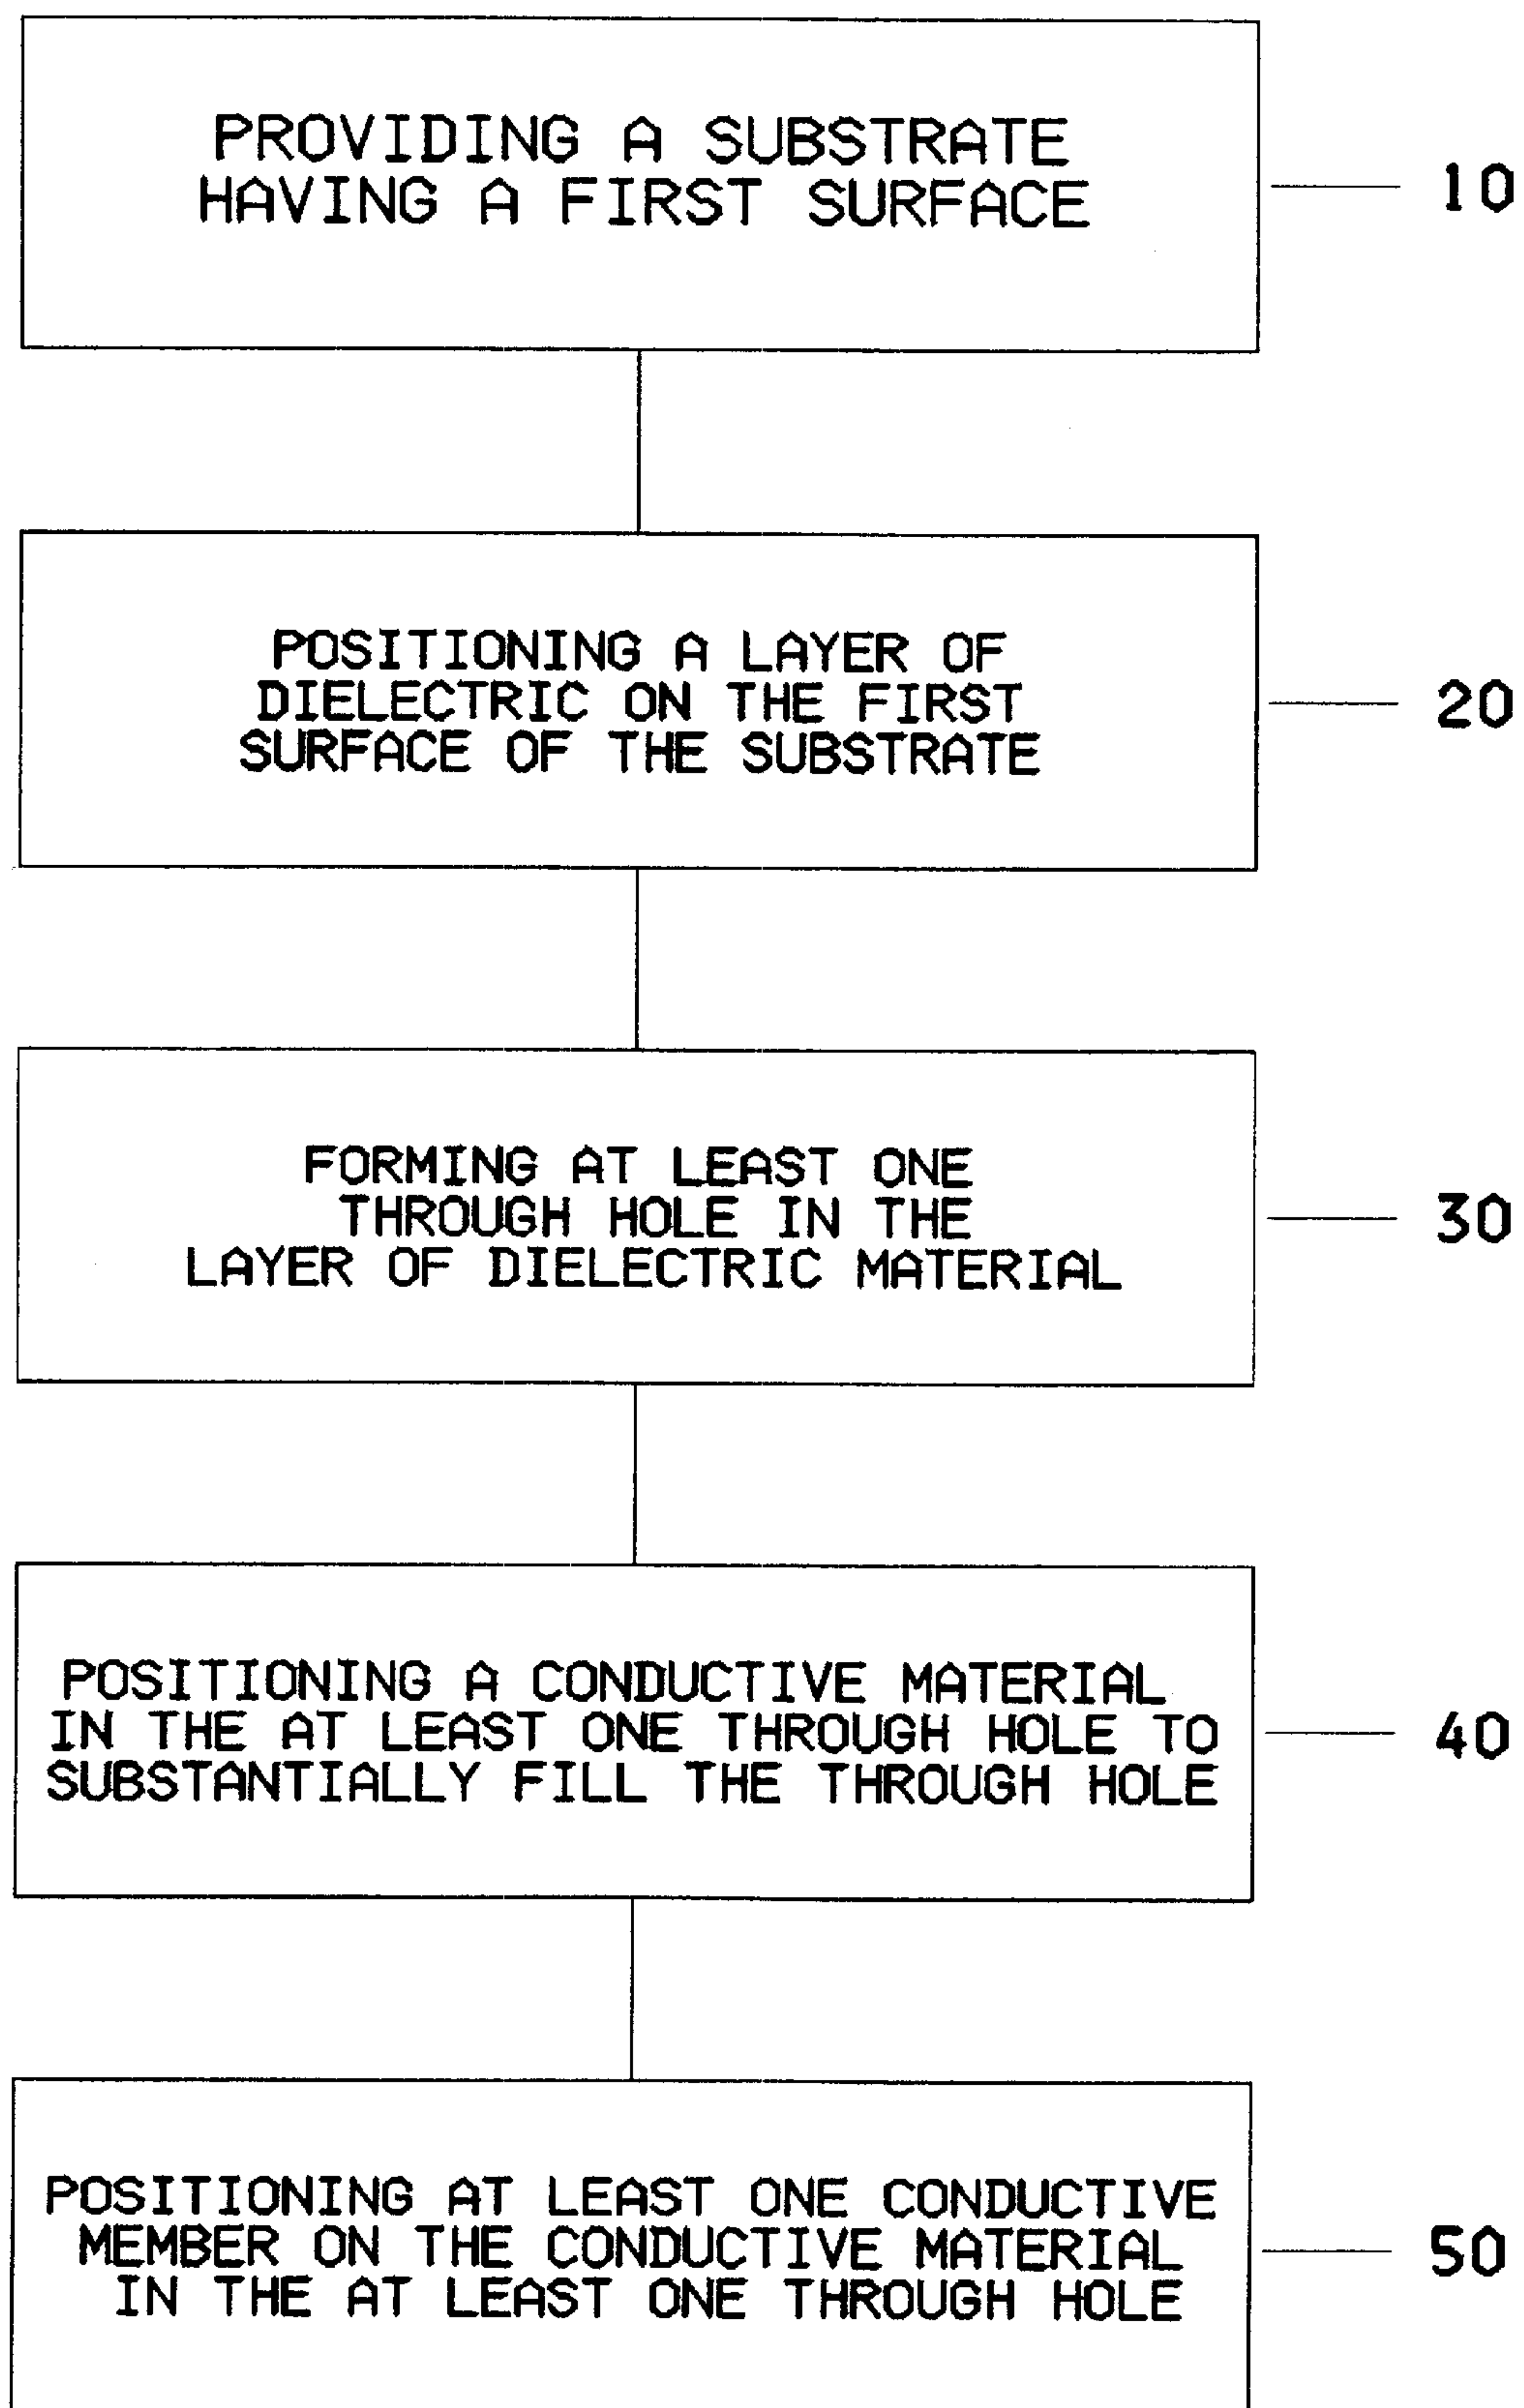 PROVIDING A SUBSTRATE
HAVING A FIRST SURFACE
10
POSITIONING A LAYER OF
DIELECTRIC ON THE FIRST
SURFACE OF THE SUBSTRATE
20
FORMING AT LEAST ONE
THROUGH HOLE IN THE
LAYER OF DIELECTRIC MATERIAL
30
POSITIONING A CONDUCTIVE MATERIAL
IN THE AT LEAST ONE THROUGH HOLE TO
SUBSTANTIALLY FILL THE THROUGH HOLE
40
POSITIONING AT LEAST ONE CONDUCTIVE
MEMBER ON THE CONDUCTIVE MATERIAL
IN THE AT LEAST ONE THROUGH HOLE
50